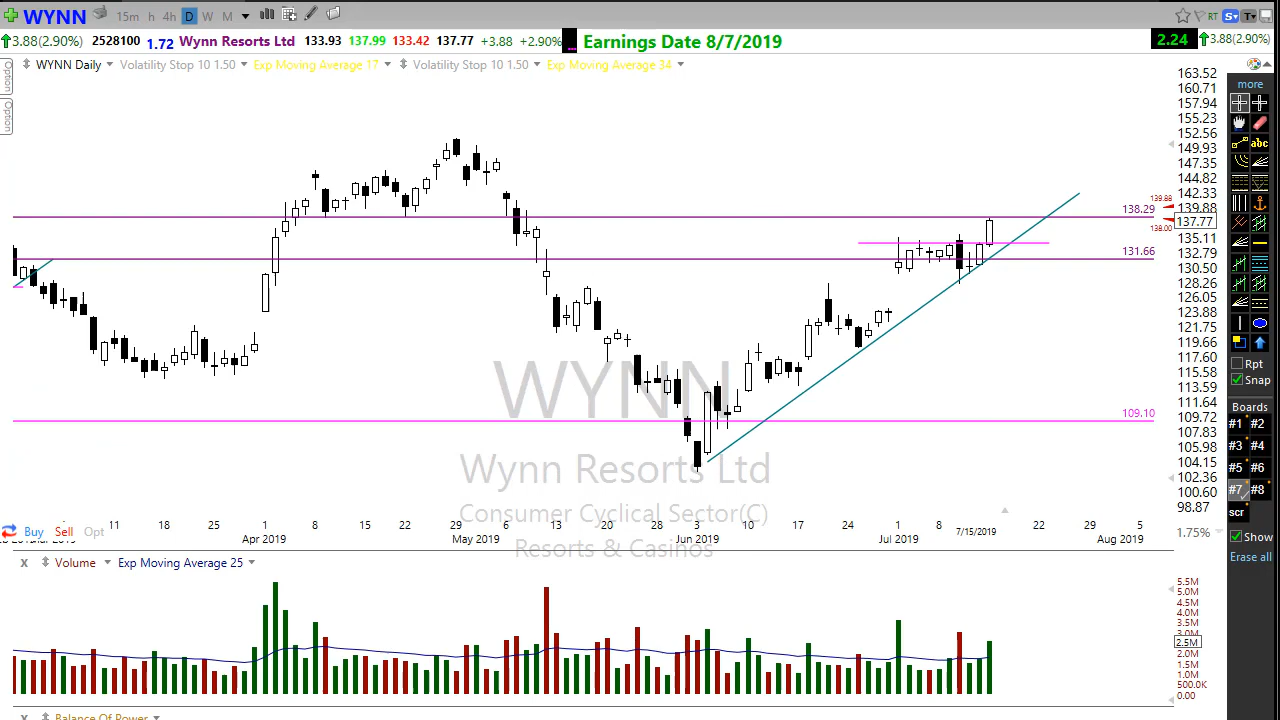 WYNN 15m h 4h D W M RT S T
3.88(2.90%) 2528100 1.72 Wynn Resorts Ltd 133.93 137.99 133.42 137.77 +3.88 +2.90% Earnings Date 8/7/2019 2.24 3.88(2.90%)
WYNN Daily Volatility Stop 10 1.50 Exp Moving Average 17 Volatility Stop 10 1.50 Exp Moving Average 34
Option
Option
163.52
160.71
157.94
155.23
152.56
149.93
147.35
144.82
142.33
139.88
137.77
135.11
132.79
130.50
128.26
126.05
123.88
121.75
119.66
117.60
115.58
113.59
111.64
109.72
107.83
105.98
104.15
102.36
100.60
98.87
139.88
138.29
138.00
131.66
109.10
WYNN
Wynn Resorts Ltd
Consumer Cyclical Sector(C)
Resorts & Casinos
11 18 25 1 8 15 22 29 6 13 20 28 3 10 17 24 1 8 7/15/2019 22 29 5
Buy Sell Opt
Apr 2019 May 2019 Jun 2019 Jul 2019 Aug 2019
1.75%
x Volume Exp Moving Average 25
5.5M
5.0M
4.5M
4.0M
3.5M
3.0M
2.5M
2.0M
1.5M
1.0M
500.0K
0.00
x Balance Of Power
more
abc
Rpt
Snap
Boards
#1 #2
#3 #4
#5 #6
#7 #8
scr
Show
Erase all